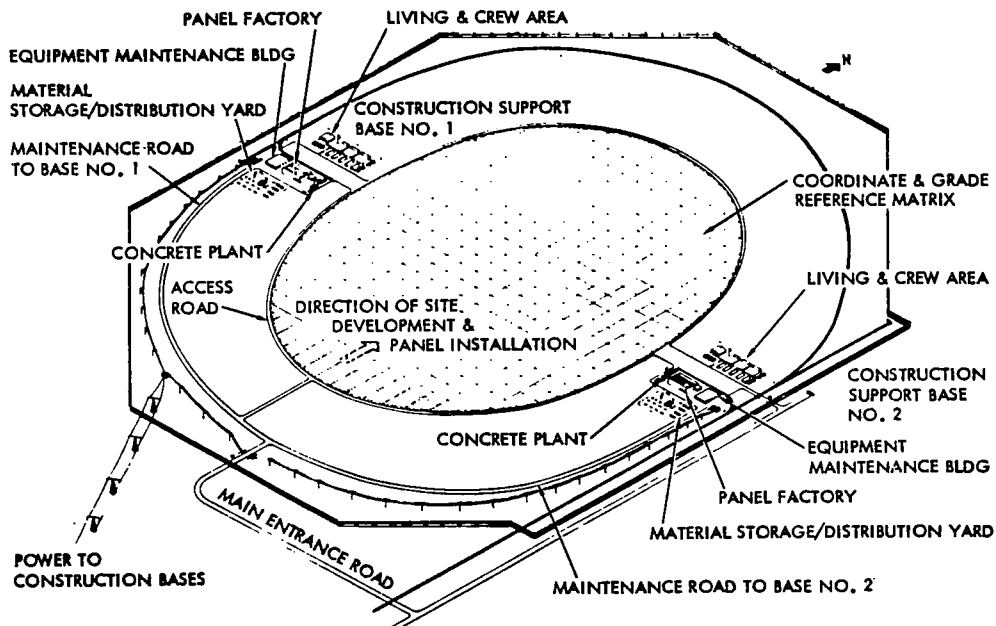 PANEL FACTORY
LIVING & CREW AREA
EQUIPMENT MAINTENANCE BLDG
MATERIAL
STORAGE/DISTRIBUTION YARD
CONSTRUCTION SUPPORT
BASE NO. 1
N
MAINTENANCE ROAD
TO BASE NO. 1
COORDINATE & GRADE
REFERENCE MATRIX
CONCRETE PLANT
LIVING & CREW AREA
ACCESS
ROAD
DIRECTION OF SITE
DEVELOPMENT &
PANEL INSTALLATION
CONSTRUCTION
SUPPORT BASE
NO. 2
CONCRETE PLANT
EQUIPMENT
MAINTENANCE BLDG
PANEL FACTORY
MATERIAL STORAGE/DISTRIBUTION YARD
MAIN ENTRANCE ROAD
POWER TO
CONSTRUCTION BASES
MAINTENANCE ROAD TO BASE NO. 2